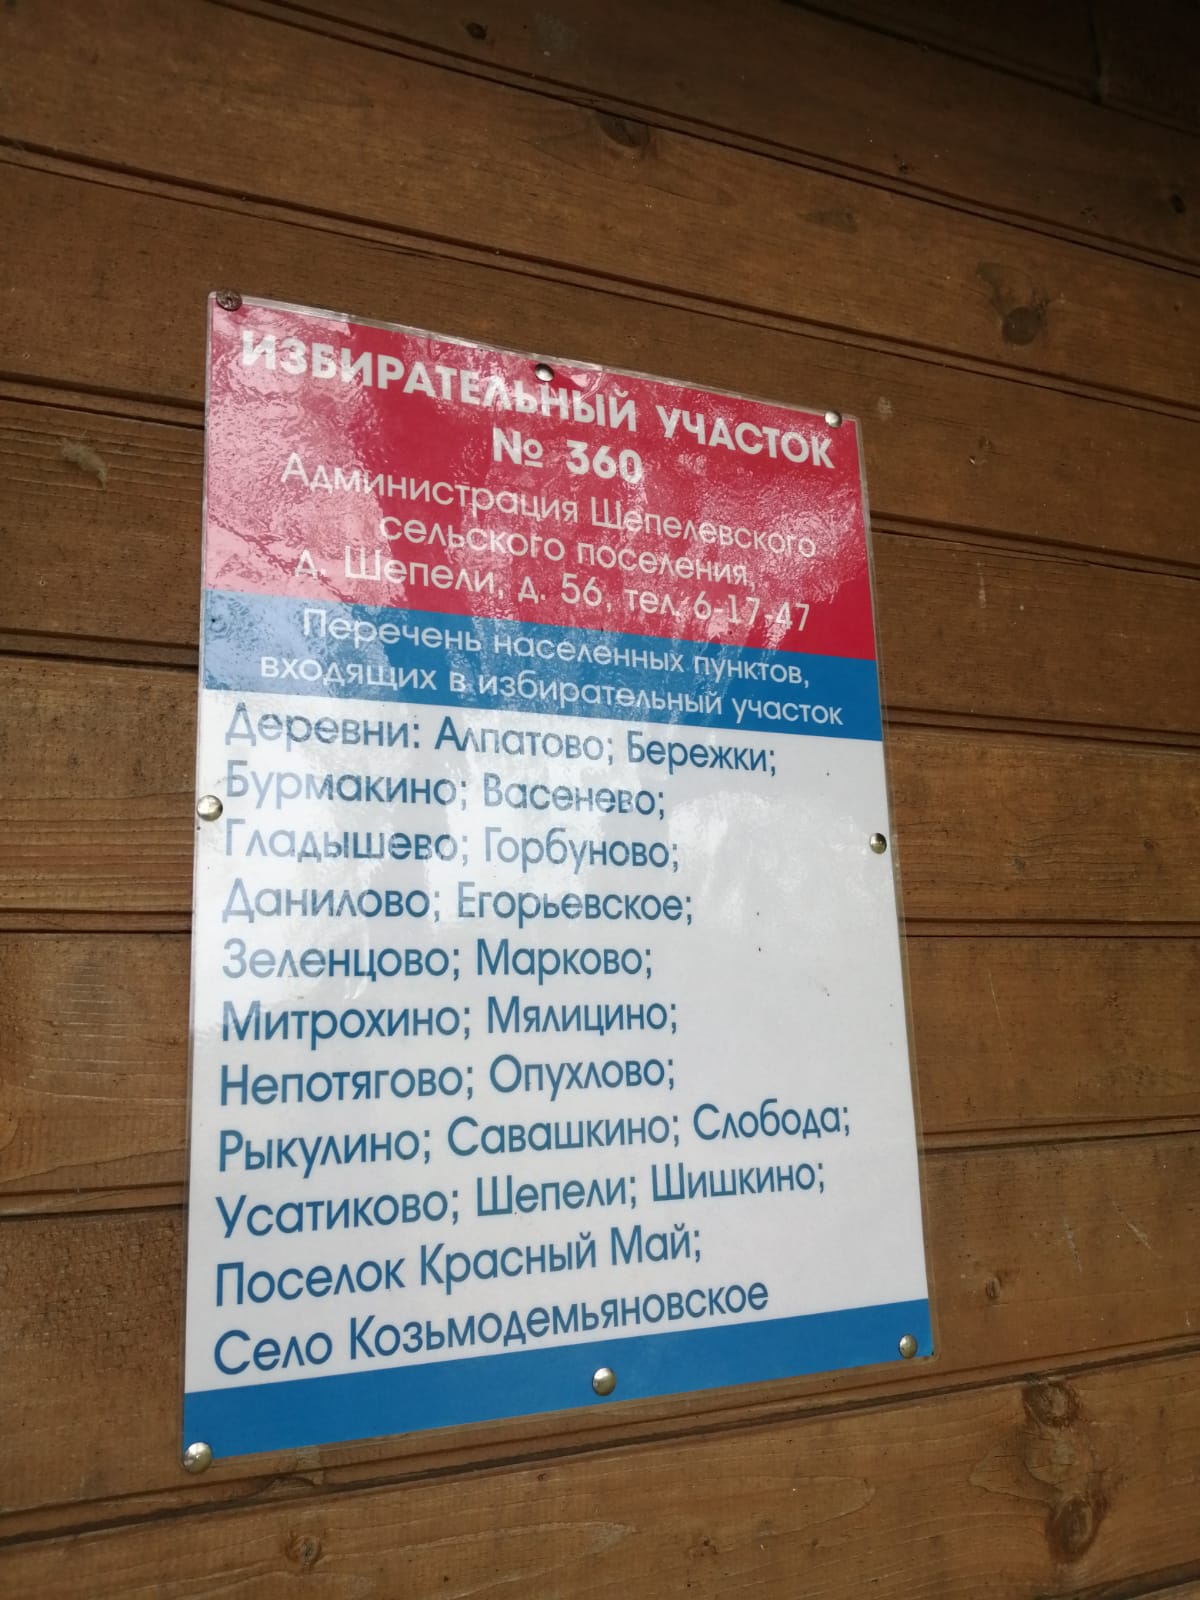 ИЗБИРАТЕЛЬНЫЙ УЧАСТОК
№ 360
Администрация Шепелевского
сельского поселения,
д. Шепели, д. 56, тел. 6-17-47
Перечень населенных пунктов,
входящих в избирательный участок
Деревни: Алпатово; Бережки;
Бурмакино; Васенево;
Гладышево; Горбуново;
Данилово; Егорьевское;
Зеленцово; Марково;
Митрохино; Мялицино;
Непотягово; Опухлово;
Рыкулино; Савашкино; Слобода;
Усатиково; Шепели; Шишкино;
Поселок Красный Май;
Село Козьмодемьяновское